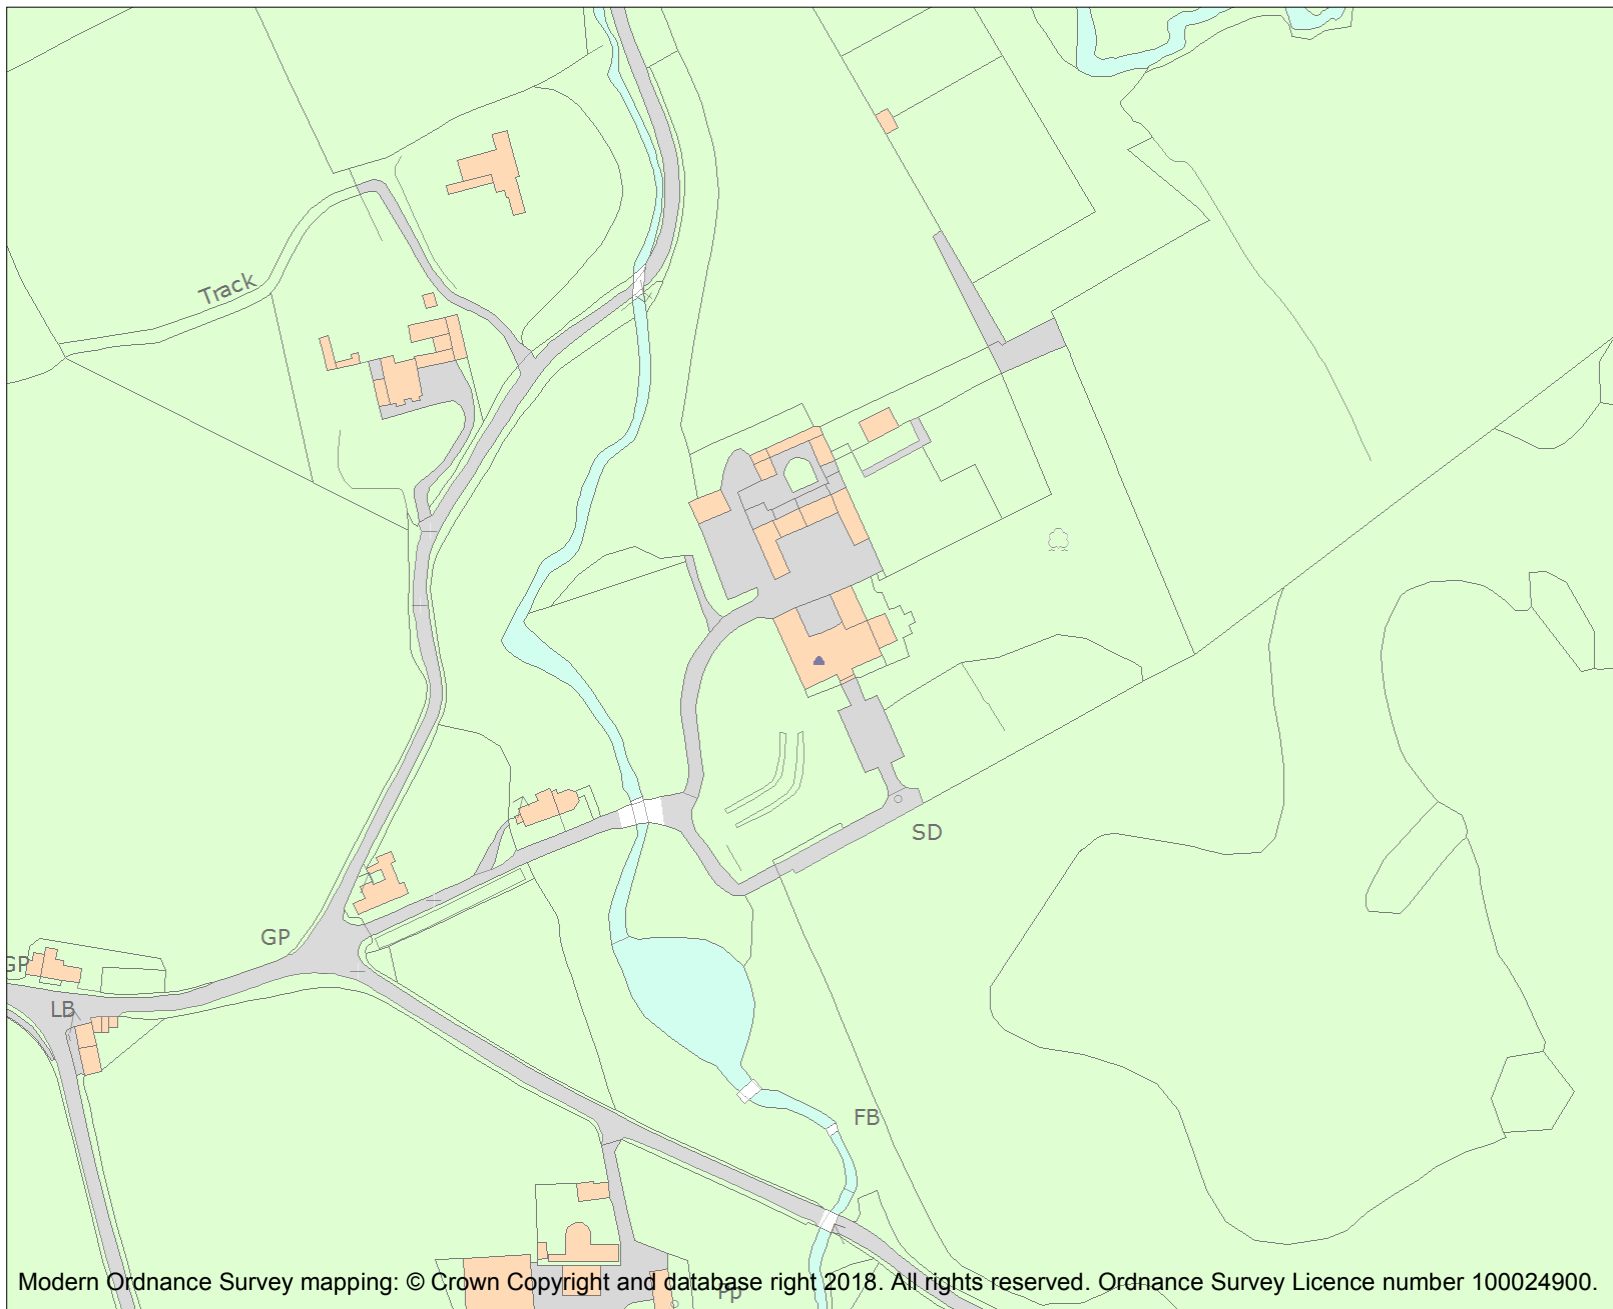 Track
SD
GP
GP
LB
FB
Modern Ordnance Survey mapping: © Crown Copyright and database right 2018. All rights reserved. Ordnance Survey Licence number 100024900.